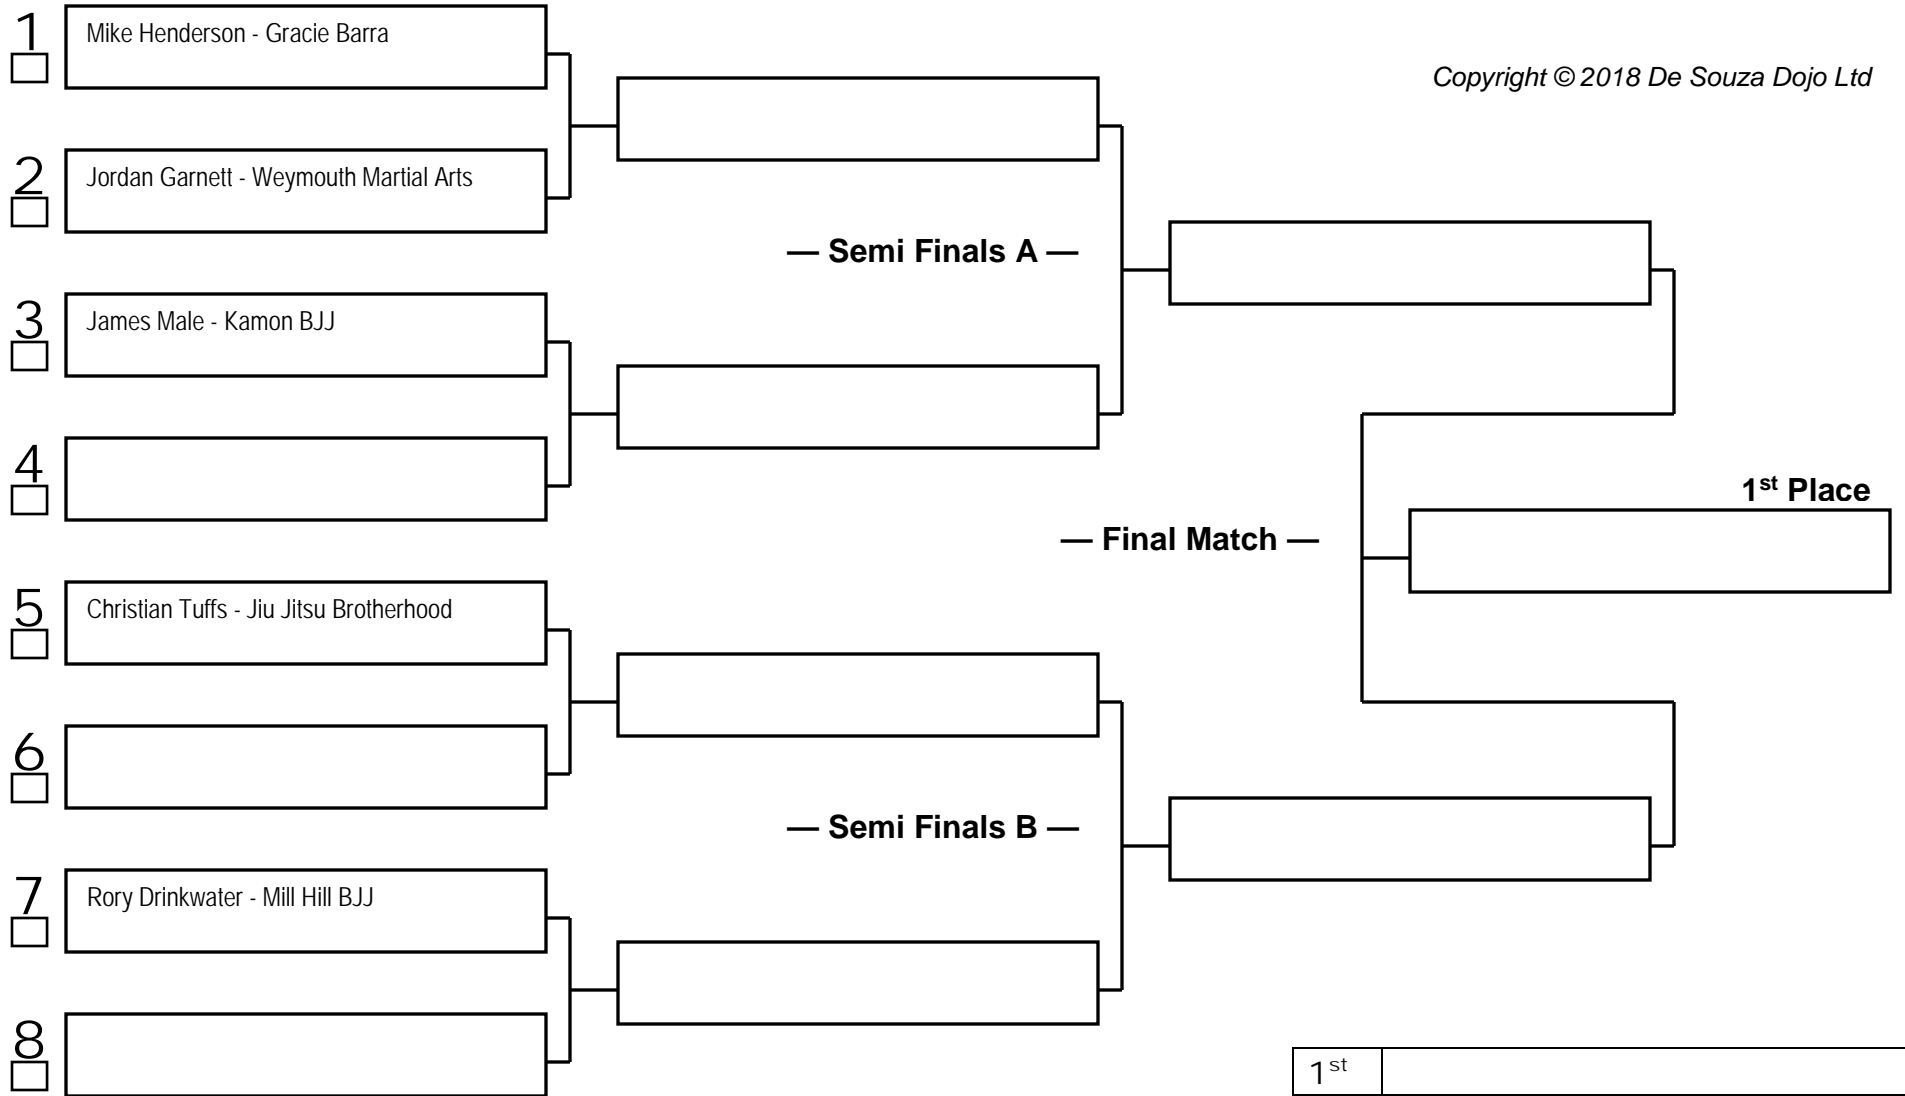 1
Mike Henderson - Gracie Barra
Copyright © 2018 De Souza Dojo Ltd
2
Jordan Garnett - Weymouth Martial Arts
— Semi Finals A —
3
James Male - Kamon BJJ
4
1st Place
— Final Match —
5
Christian Tuffs - Jiu Jitsu Brotherhood
6
— Semi Finals B —
7
Rory Drinkwater - Mill Hill BJJ
8
1st